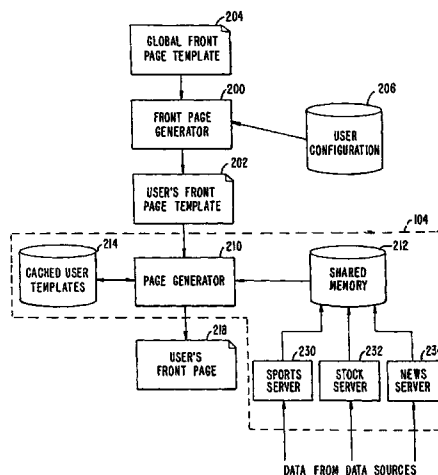 204
GLOBAL FRONT
PAGE TEMPLATE
200
FRONT PAGE
GENERATOR
206
USER
CONFIGURATION
202
USER'S FRONT
PAGE TEMPLATE
104
214
CACHED USER
TEMPLATES
210
PAGE GENERATOR
212
SHARED
MEMORY
218
USER'S
FRONT PAGE
230
SPORTS
SERVER
232
STOCK
SERVER
234
NEWS
SERVER
DATA FROM DATA SOURCES